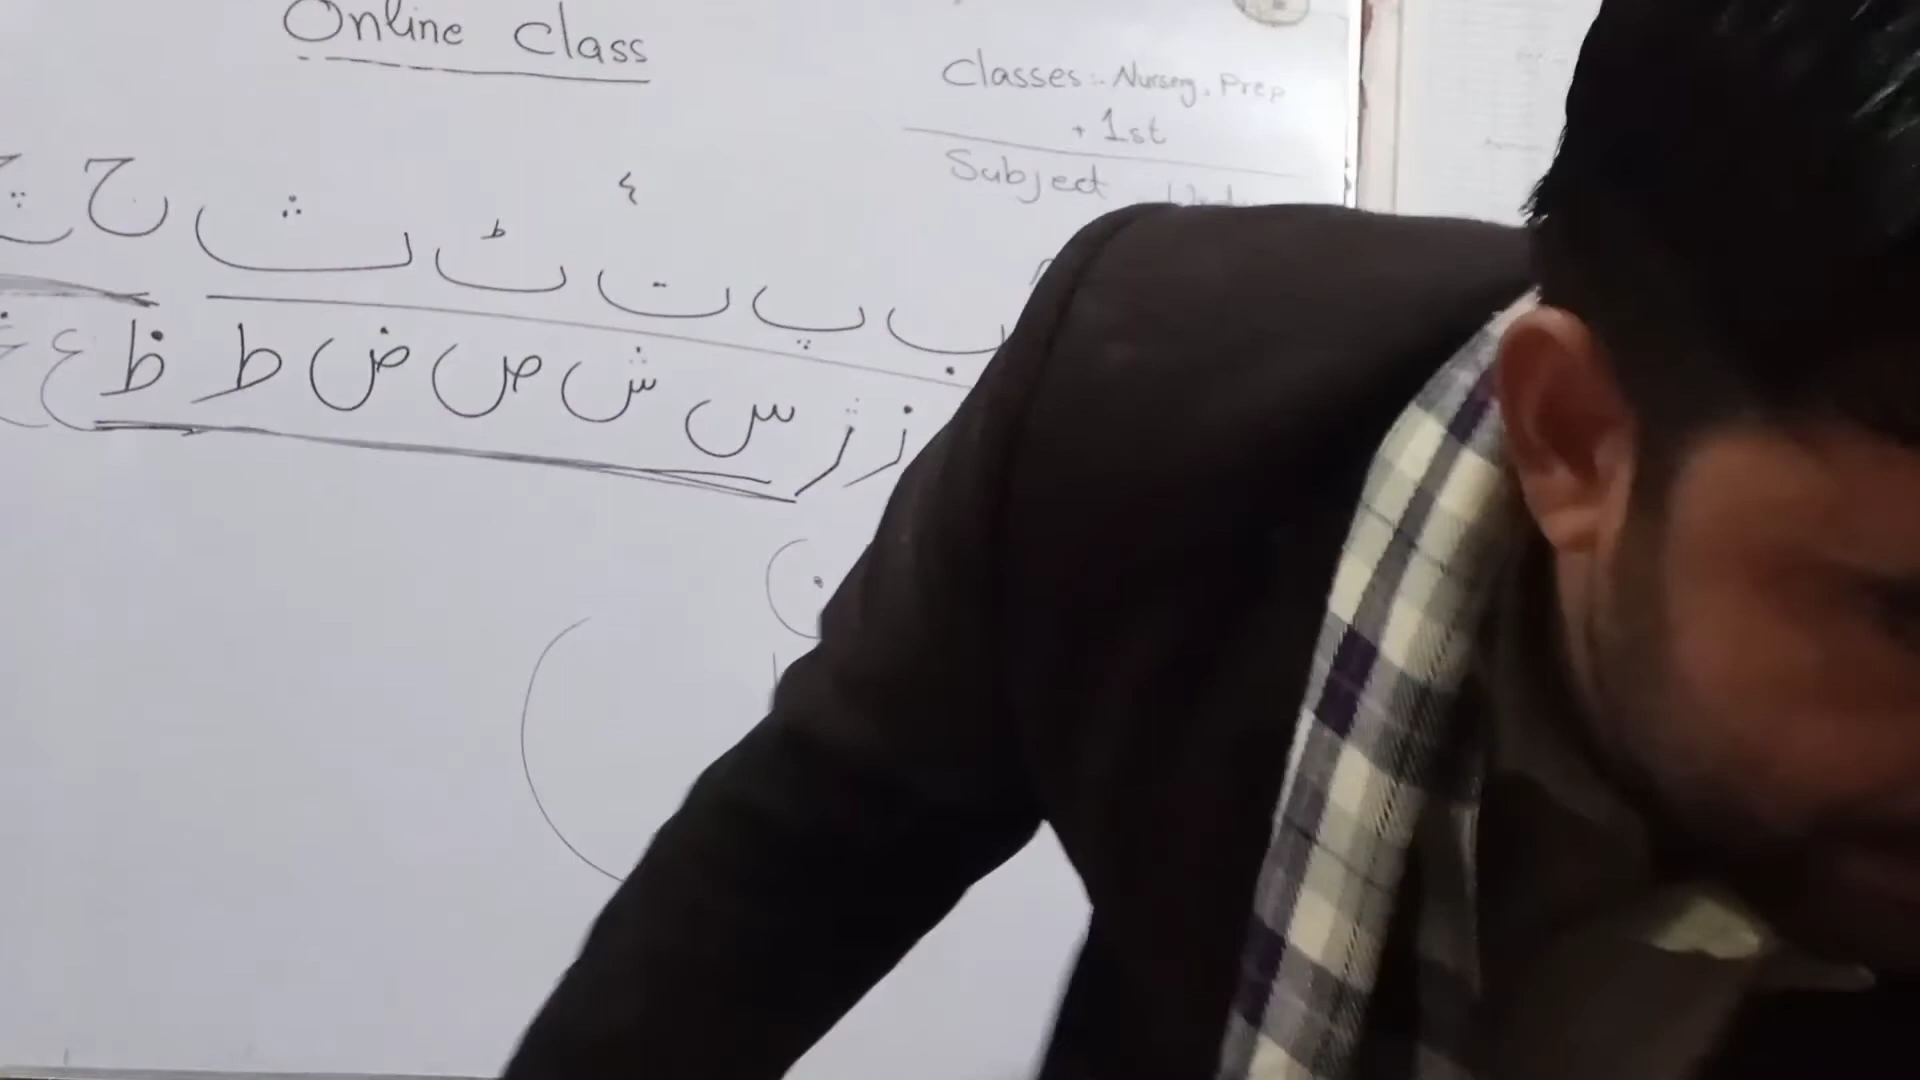 Online Class
Classes:- Nursery, Prep
+ 1st
Subject
ء
ب پ ت ٹ ث ج چ
ز ژ س ش ص ض ط ظ ع غ
ن